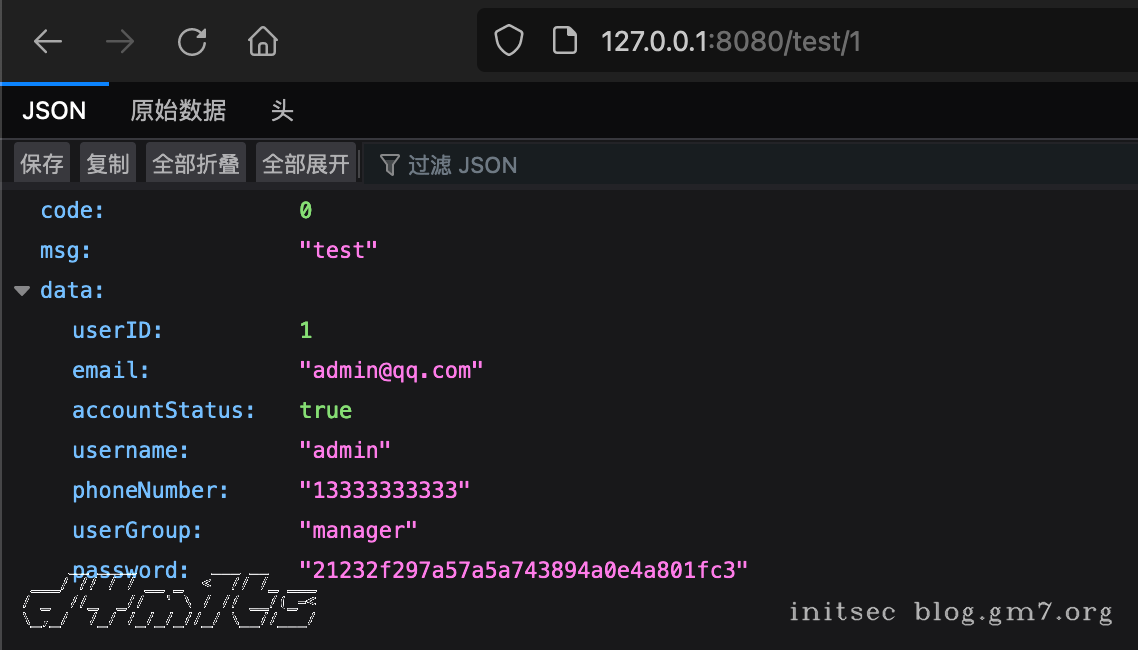 127.0.0.1:8080/test/1
JSON 原始数据 头
保存 复制 全部折叠 全部展开 过滤 JSON
code: 0
msg: "test"
data:
userID: 1
email: "admin@qq.com"
accountStatus: true
username: "admin"
phoneNumber: "13333333333"
userGroup: "manager"
password: "21232f297a57a5a743894a0e4a801fc3"
d4m1ts
initsec blog.gm7.org